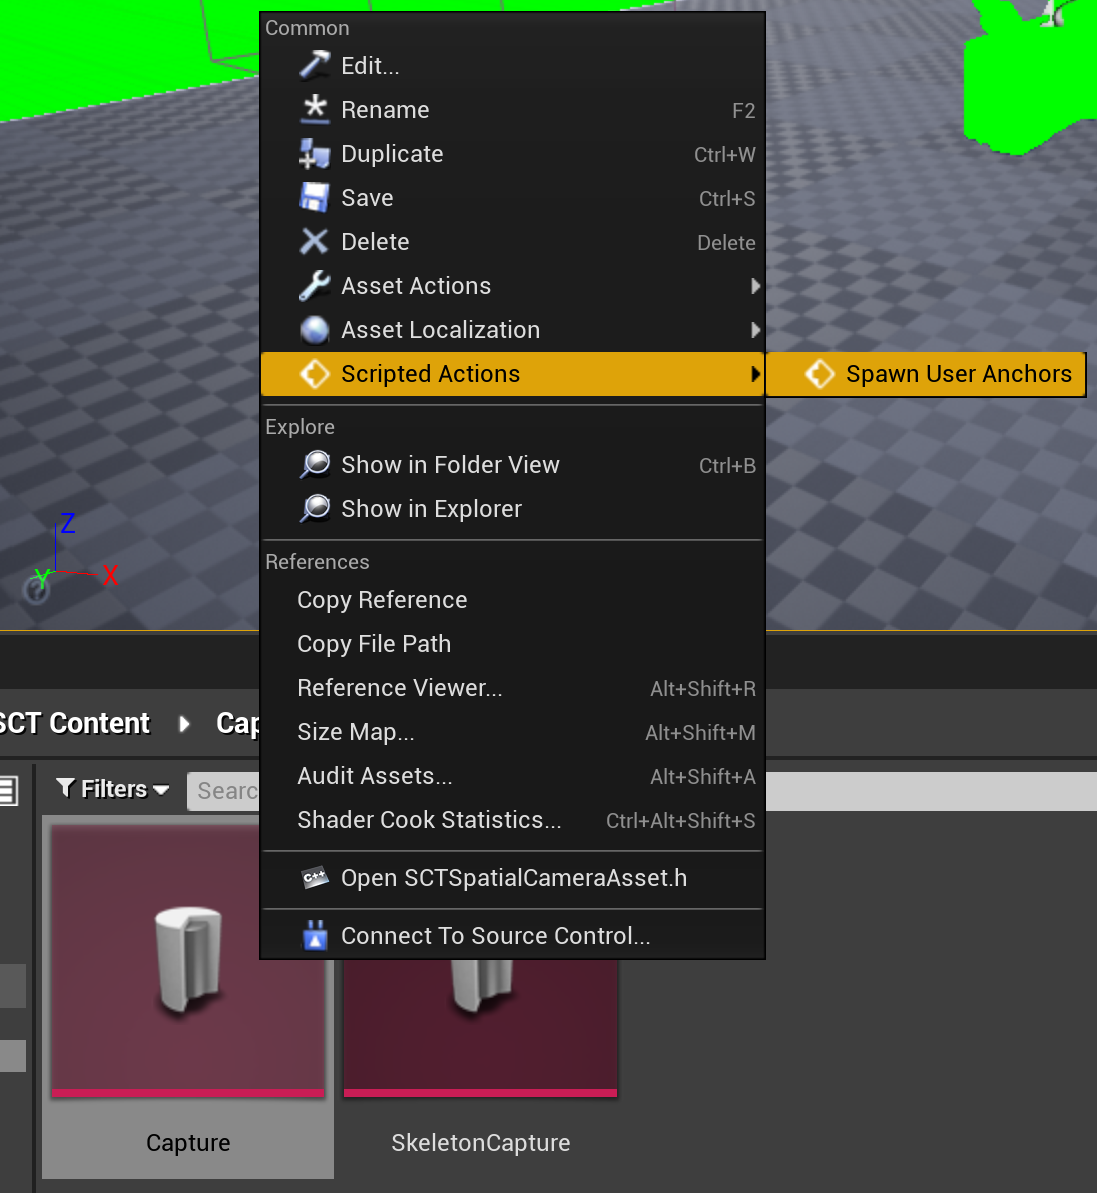 Common
Edit...
Rename F2
Duplicate Ctrl+W
Save Ctrl+S
Delete Delete
Asset Actions
Asset Localization
Scripted Actions
Spawn User Anchors
Explore
Show in Folder View Ctrl+B
Show in Explorer
Z
Y
X
?
References
Copy Reference
Copy File Path
Reference Viewer... Alt+Shift+R
Size Map... Alt+Shift+M
Audit Assets... Alt+Shift+A
Shader Cook Statistics... Ctrl+Alt+Shift+S
C++
Open SCTSpatialCameraAsset.h
Connect To Source Control...
SCT Content Cap
Filters
Searc
Capture
SkeletonCapture